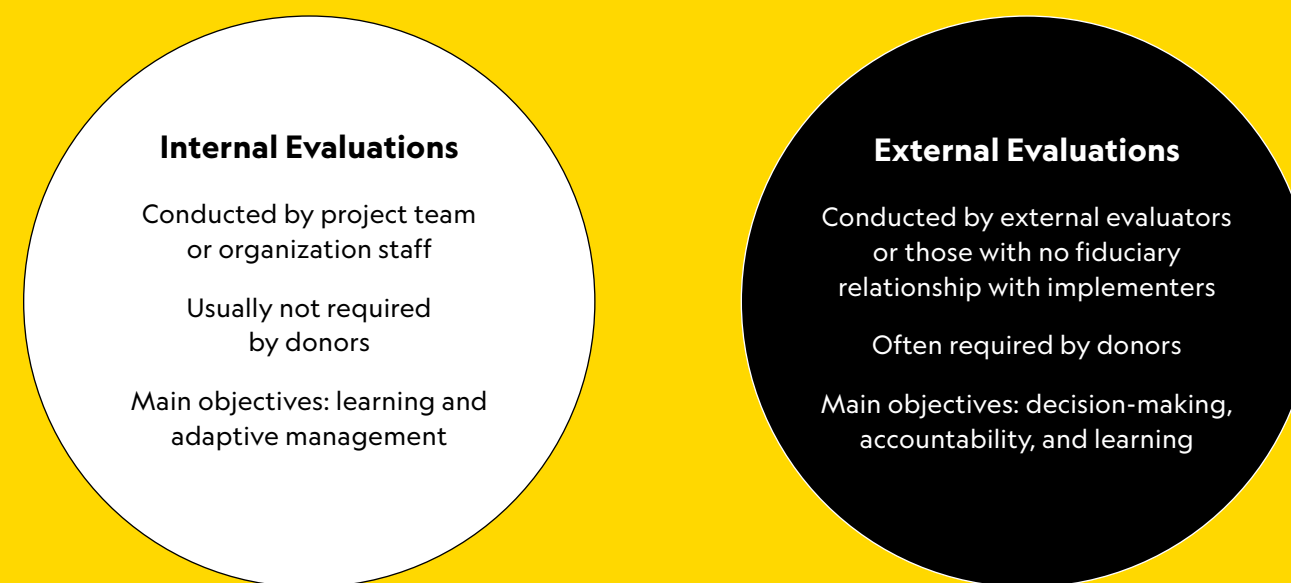 Internal Evaluations
Conducted by project team
or organization staff
Usually not required
by donors
Main objectives: learning and
adaptive management
External Evaluations
Conducted by external evaluators
or those with no fiduciary
relationship with implementers
Often required by donors
Main objectives: decision-making,
accountability, and learning